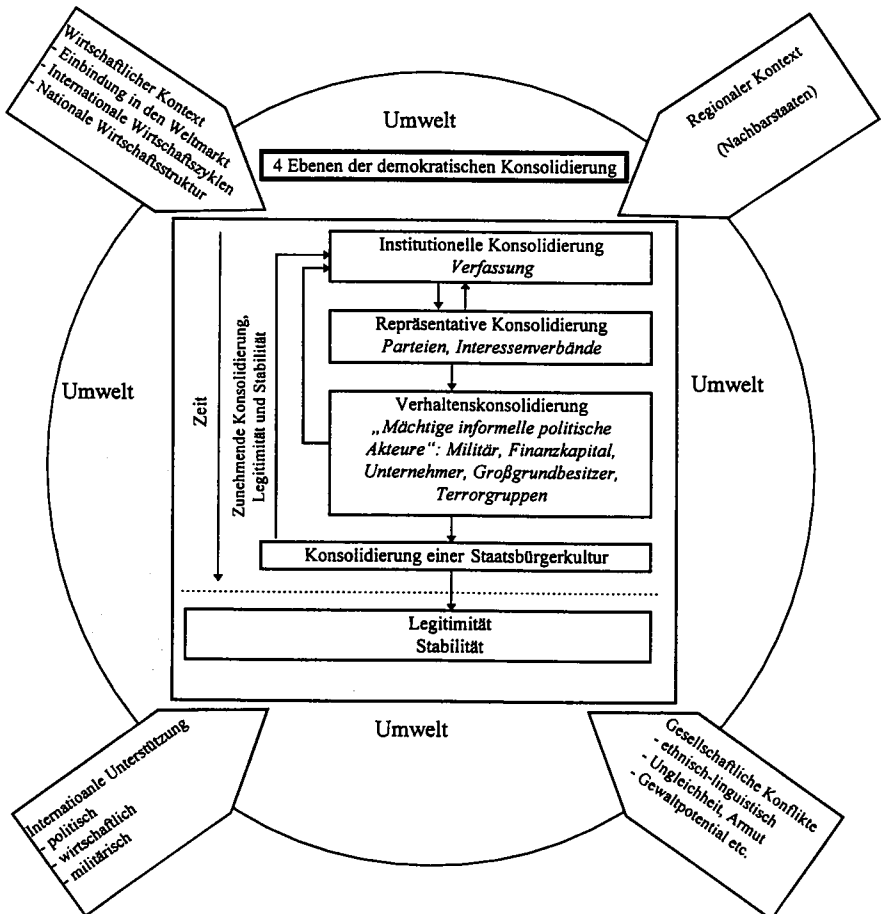 Wirtschaftlicher Kontext
- Einbindung in den Weltmarkt
- Internationale Wirtschaftszyklen
- Nationale Wirtschaftsstruktur
Regionaler Kontext
(Nachbarstaaten)
Umwelt
4 Ebenen der demokratischen Konsolidierung
Institutionelle Konsolidierung
Verfassung
Repräsentative Konsolidierung
Parteien, Interessenverbände
Umwelt
Zeit
Zunehmende Konsolidierung,
Legitimität und Stabilität
Verhaltenskonsolidierung
„Mächtige informelle politische
Akteure“: Militär, Finanzkapital,
Unternehmer, Großgrundbesitzer,
Terrorgruppen
Umwelt
Konsolidierung einer Staatsbürgerkultur
Legitimität
Stabilität
Umwelt
Internatioanle Unterstützung
- politisch
- wirtschaftlich
- militärisch
Gesellschaftliche Konflikte
- ethnisch-linguistisch
- Ungleichheit, Armut
- Gewaltpotential etc.